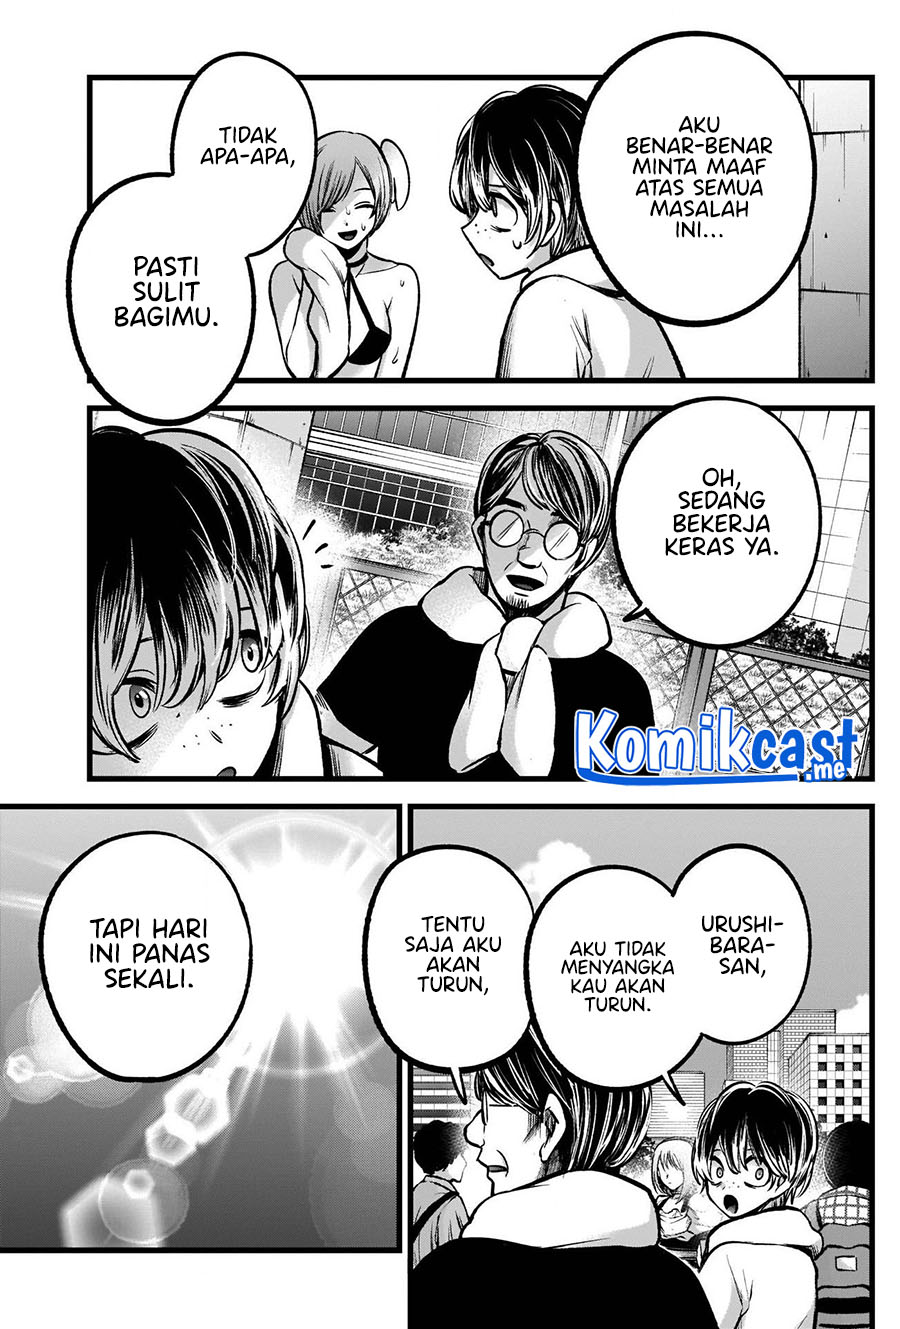 AKU
BENAR-BENAR
MINTA MAAF
ATAS SEMUA
MASALAH
INI...
TIDAK
APA-APA,
PASTI
SULIT
BAGIMU.
OH,
SEDANG
BEKERJA
KERAS YA.
Komikcast
.me
URUSHI-
BARA-
SAN,
AKU TIDAK
MENYANGKA
KAU AKAN
TURUN.
TENTU
SAJA AKU
AKAN
TURUN,
TAPI HARI
INI PANAS
SEKALI.